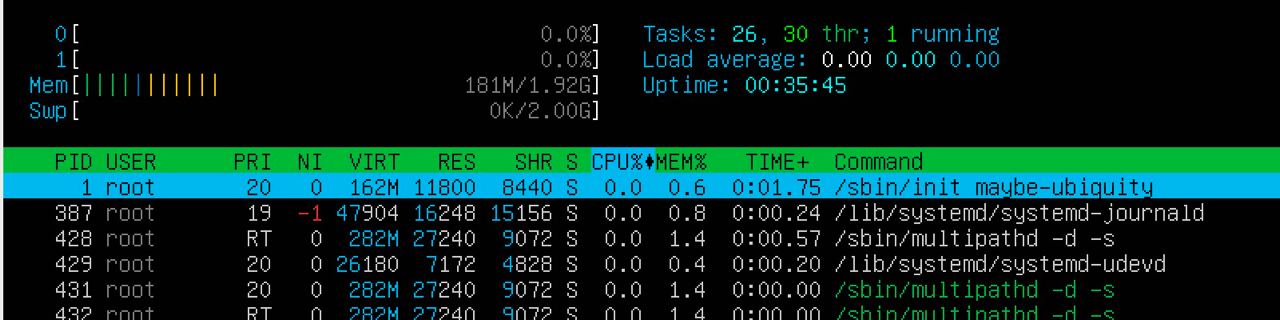 0[ 0.0%] Tasks: 26, 30 thr; 1 running
1[ 0.0%] Load average: 0.00 0.00 0.00
Mem[|||||||||||| 181M/1.92G] Uptime: 00:35:45
Swp[ 0K/2.00G]
PID USER PRI NI VIRT RES SHR S CPU%♦MEM% TIME+ Command
1 root 20 0 162M 11800 8440 S 0.0 0.6 0:01.75 /sbin/init maybe-ubiquity
387 root 19 -1 47904 16248 15156 S 0.0 0.8 0:00.24 /lib/systemd/systemd-journald
428 root RT 0 282M 27240 9072 S 0.0 1.4 0:00.57 /sbin/multipathd -d -s
429 root 20 0 26180 7172 4828 S 0.0 0.4 0:00.20 /lib/systemd/systemd-udevd
431 root 20 0 282M 27240 9072 S 0.0 1.4 0:00.00 /sbin/multipathd -d -s
432 root RT 0 282M 27240 9072 S 0.0 1.4 0:00.00 /sbin/multipathd -d -s